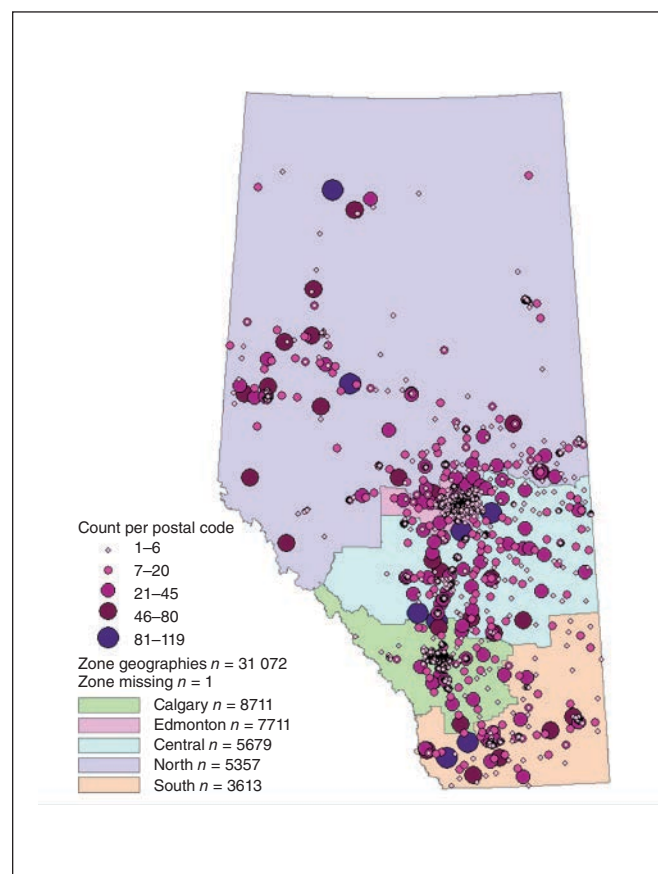 Count per postal code
1–6
7–20
21–45
46–80
81–119
Zone geographies n = 31 072
Zone missing n = 1
Calgary n = 8711
Edmonton n = 7711
Central n = 5679
North n = 5357
South n = 3613